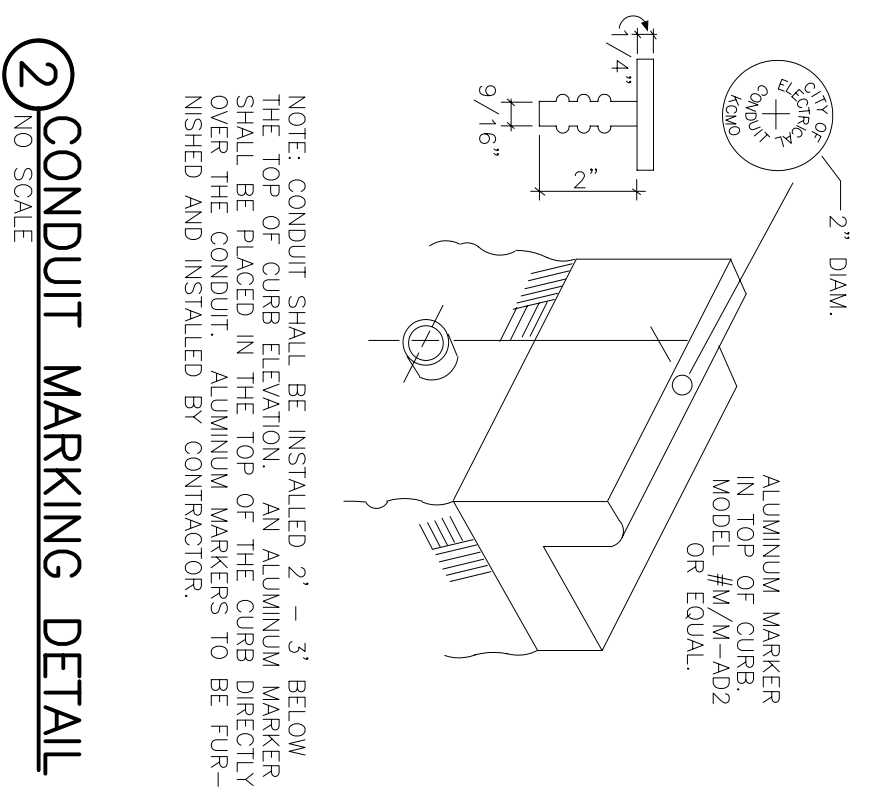 CITY OF
ELECTRICAL
CONDUIT
KCMO
2" DIAM.
1/4"
9/16"
2"
ALUMINUM MARKER
IN TOP OF CURB.
MODEL #M/M-AD2
OR EQUAL.
NOTE: CONDUIT SHALL BE INSTALLED 2' - 3' BELOW
THE TOP OF CURB ELEVATION. AN ALUMINUM MARKER
SHALL BE PLACED IN THE TOP OF THE CURB DIRECTLY
OVER THE CONDUIT. ALUMINUM MARKERS TO BE FUR-
NISHED AND INSTALLED BY CONTRACTOR.
2 CONDUIT MARKING DETAIL
NO SCALE